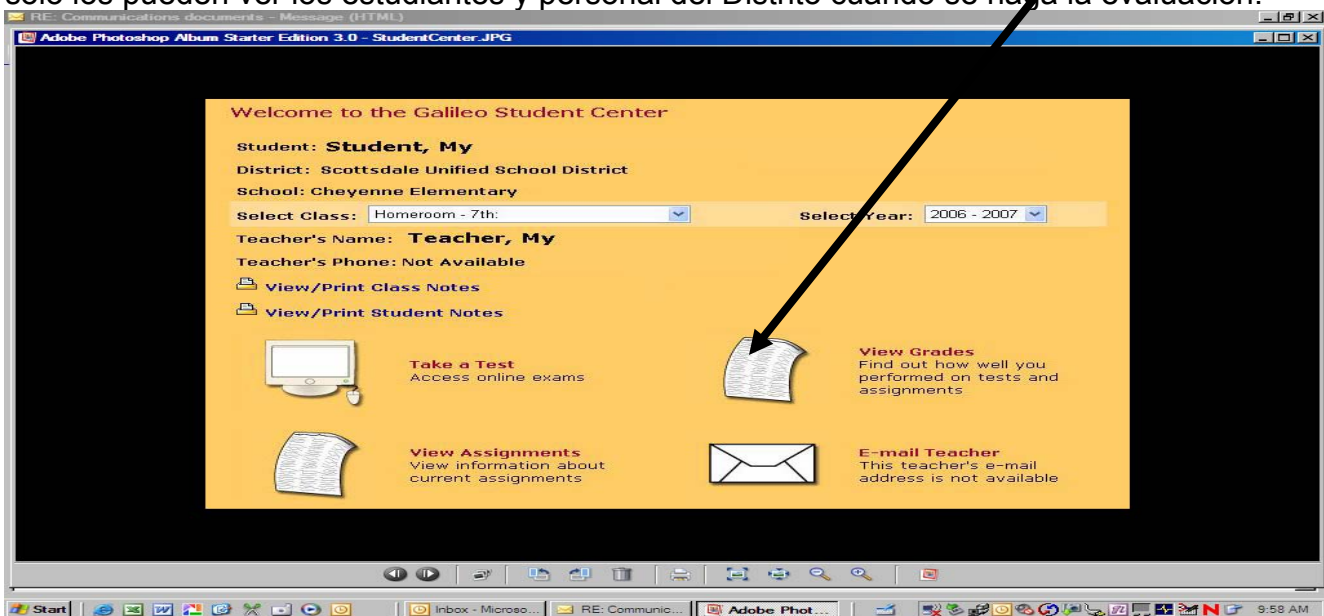 solo los pueden ver los estudiantes y personal del Distrito cuando se haga la evaluación.
RE: Communications documents - Message (HTML)
Adobe Photoshop Album Starter Edition 3.0 - StudentCenter.JPG
Welcome to the Galileo Student Center
Student: Student, My
District: Scottsdale Unified School District
School: Cheyenne Elementary
Select Class: Homeroom - 7th: Select Year: 2006 - 2007
Teacher's Name: Teacher, My
Teacher's Phone: Not Available
View/Print Class Notes
View/Print Student Notes
Take a Test
Access online exams
View Grades
Find out how well you
performed on tests and
assignments
View Assignments
View information about
current assignments
E-mail Teacher
This teacher's e-mail
address is not available
Start Inbox - Microso... RE: Communic... Adobe Phot... 9:58 AM